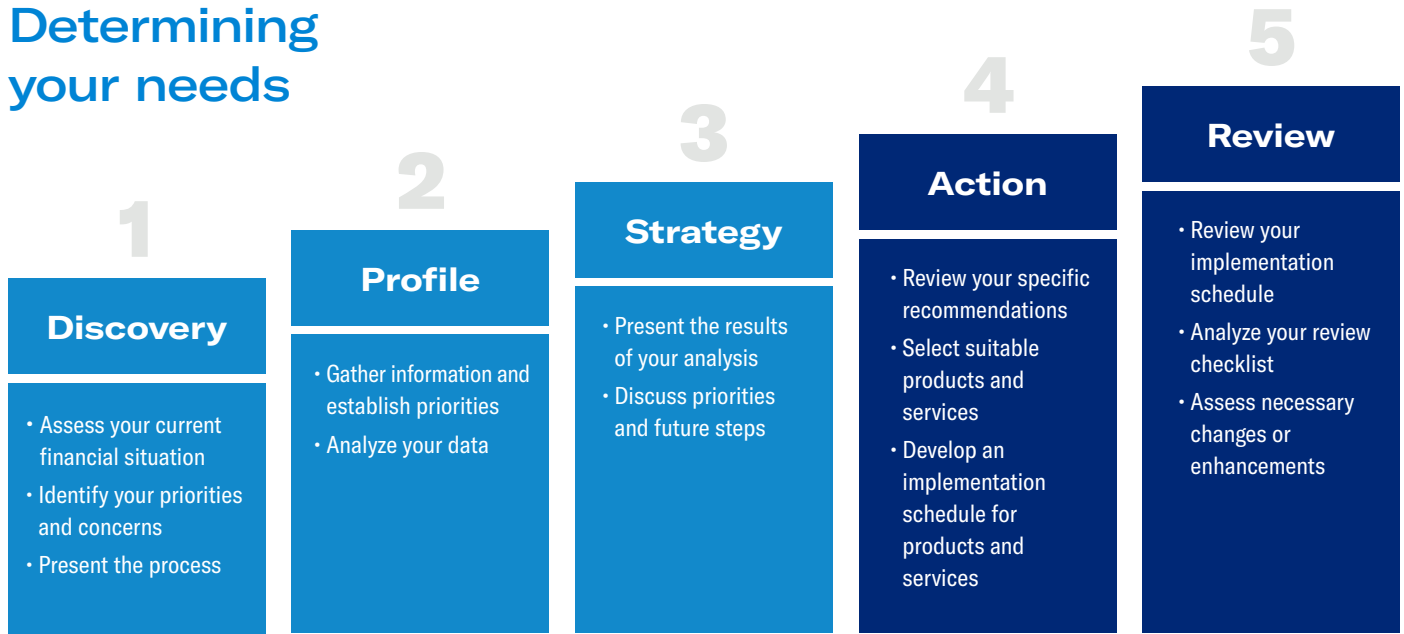 Determining
your needs
1
Discovery
• Assess your current
financial situation
• Identify your priorities
and concerns
• Present the process
2
Profile
• Gather information and
establish priorities
• Analyze your data
3
Strategy
• Present the results
of your analysis
• Discuss priorities
and future steps
4
Action
• Review your specific
recommendations
• Select suitable
products and
services
• Develop an
implementation
schedule for
products and
services
5
Review
• Review your
implementation
schedule
• Analyze your review
checklist
• Assess necessary
changes or
enhancements